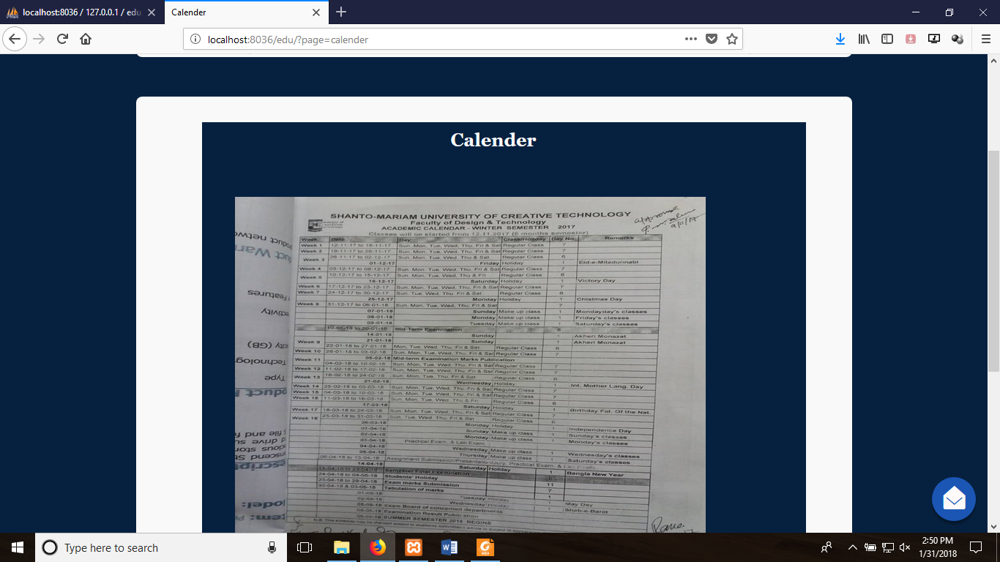 localhost:8036 / 127.0.0.1 / edu
Calender
localhost:8036/edu/?page=calender
Calender
SHANTO-MARIAM UNIVERSITY OF CREATIVE TECHNOLOGY
Faculty of Design & Technology
ACADEMIC CALENDAR - WINTER SEMESTER 2017
Classes will be started from 12.11.2017 (6 months semester)
Week Date Day Class/Holiday Day No. Remarks
Week 1 12-11-17 to 18-11-17 Sun. Mon. Tue. Wed. Thu. Fri & Sat Regular Class 7
Week 2 19-11-17 to 25-11-17 Sun. Mon. Tue. Wed. Thu. Fri & Sat Regular Class 7
Week 3 26-11-17 to 02-12-17 Sun. Mon. Tue. Wed. Thu & Sat Regular Class 6
01-12-17 Friday Holiday 1 Eid-e-Miladunnabi
Week 4 03-12-17 to 09-12-17 Sun. Mon. Tue. Wed. Thu. Fri & Sat Regular Class 7
Week 5 10-12-17 to 15-12-17 Sun. Mon. Tue. Wed. Thu & Fri Regular Class 6
16-12-17 Saturday Holiday 1 Victory Day
Week 6 17-12-17 to 23-12-17 Sun. Mon. Tue. Wed. Thu. Fri & Sat Regular Class 7
Week 7 24-12-17 to 30-12-17 Sun. Tue. Wed. Thu. Fri & Sat Regular Class 6
25-12-17 Monday Holiday 1 Chistmas Day
Week 8 31-12-17 to 06-01-18 Sun. Mon. Tue. Wed. Thu. Fri & Sat 7
07-01-18 Sunday Make up class 1 Mondayday's classes
08-01-18 Monday Make up class 1 Friday's classes
09-01-18 Tuesday Make up class 1 Saturday's classes
10-01-18 to 20-01-18 Mid-Term Examination
14-01-18 Sunday 1 Akheri Monazat
21-01-18 Sunday 1 Akheri Monazat
Week 9 22-01-18 to 27-01-18 Mon. Tue. Wed. Thu. Fri & Sat Regular Class 6
Week 10 28-01-18 to 03-02-18 Sun. Mon. Tue. Wed. Thu. Fri & Sat Regular Class 7
05-02-18 Mid-term Examination Marks Publication
Week 11 04-02-18 to 10-02-18 Sun. Mon. Tue. Wed. Thu. Fri & Sat Regular Class 7
Week 12 11-02-18 to 17-02-18 Sun. Mon. Tue. Wed. Thu. Fri & Sat Regular Class 7
Week 13 18-02-18 to 24-02-18 Sun. Mon. Tue. Thu. Fri & Sat Regular Class 6
21-02-18 Wednesday Holiday 1 Int. Mother Lang. Day
Week 14 25-02-18 to 03-03-18 Sun. Mon. Tue. Wed. Thu. Fri & Sat Regular Class 7
Week 15 04-03-18 to 10-03-18 Sun. Mon. Tue. Wed. Thu. Fri & Sat Regular Class 7
Week 16 11-03-18 to 16-03-18 Sun. Mon. Tue. Wed. Thu & Fri Regular Class 6
17-03-18 Saturday Holiday 1 Birthday Fat. Of the Nat.
Week 17 18-03-18 to 24-03-18 Sun. Mon. Tue. Wed. Thu. Fri & Sat Regular Class 7
Week 18 25-03-18 to 31-03-18 Sun. Tue. Wed. Thu. Fri & Sat Regular Class 6
26-03-18 Monday Holiday 1 Independence Day
Sunday Make up class 1 Sunday's classes
02-04-18 Monday Make up class 1 Monday's classes
03-04-18 Practical Exam. & Lab Exam.
04-04-18 Wednesday Make up class 1 Wednesday's classes
05-04-18 Thursday Make up class 1 Saturday's classes
to 13-04-18 Assignment Submission/Presentation/Jury, Practical Exam. & Lab Exam.
14-04-18 Saturday Holiday 1 Bangla New Year
Semester Final Examination
24-04-18 to 04-05-18 Students' Holiday 11
23-04-18 to 29-04-18 Exam marks Submission 7
30-04-18 & 03-05-18 Tabulation of marks 1
01-05-18 Tuesday Holiday 1 May Day
02-05-18 Wednesday Holiday 1 Shab-e-Barat
Exam Board of concerned departments
Examination Result Publication
SUMMER SEMESTER 2018 BEGINS
Type here to search
2:50 PM
1/31/2018